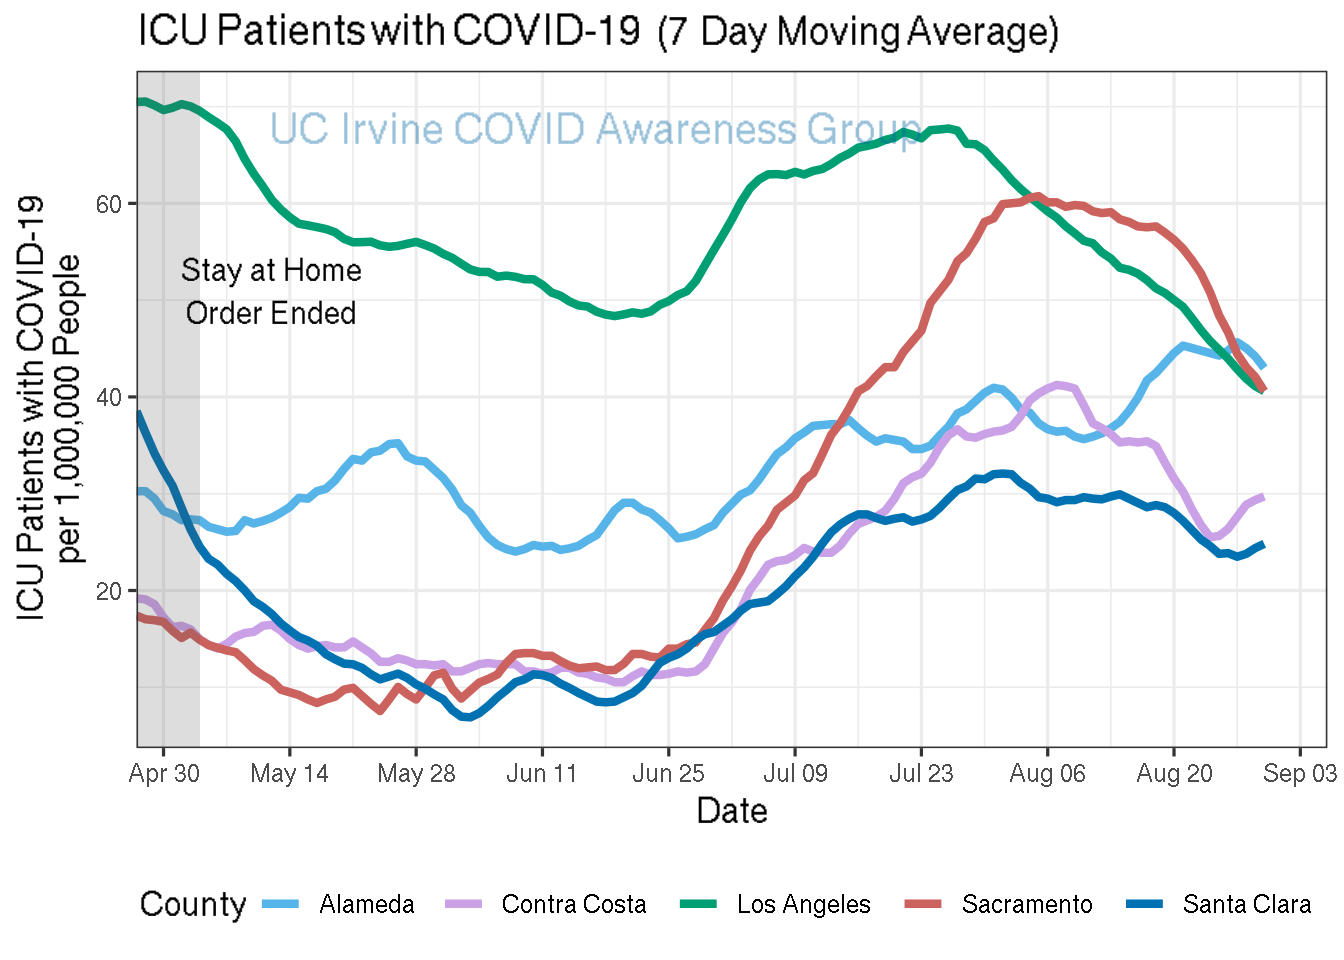 ICU Patients with COVID-19 (7 Day Moving Average)
UC Irvine COVID Awareness Group
Stay at Home
Order Ended
ICU Patients with COVID-19
per 1,000,000 People
60
40
20
Apr 30 May 14 May 28 Jun 11 Jun 25 Jul 09 Jul 23 Aug 06 Aug 20 Sep 03
Date
County Alameda Contra Costa Los Angeles Sacramento Santa Clara